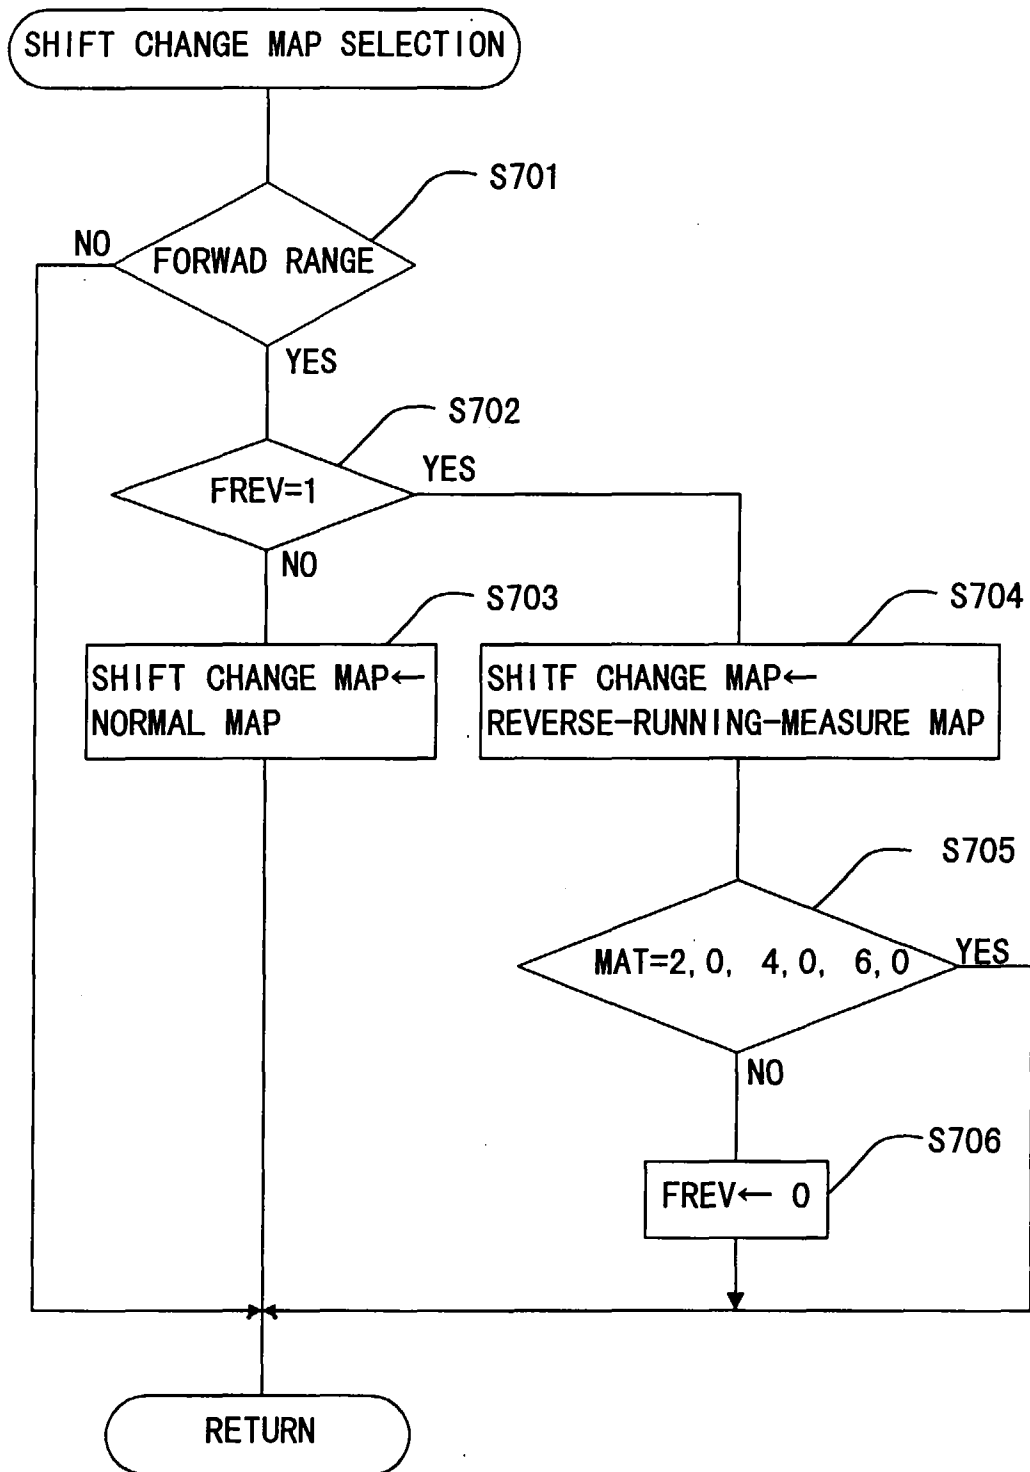 SHIFT CHANGE MAP SELECTION
S701
NO
FORWAD RANGE
YES
S702
YES
FREV=1
NO
S703
S704
SHIFT CHANGE MAP←
NORMAL MAP
SHITF CHANGE MAP←
REVERSE-RUNNING-MEASURE MAP
S705
MAT=2,0, 4,0, 6,0
YES
NO
S706
FREV← 0
RETURN